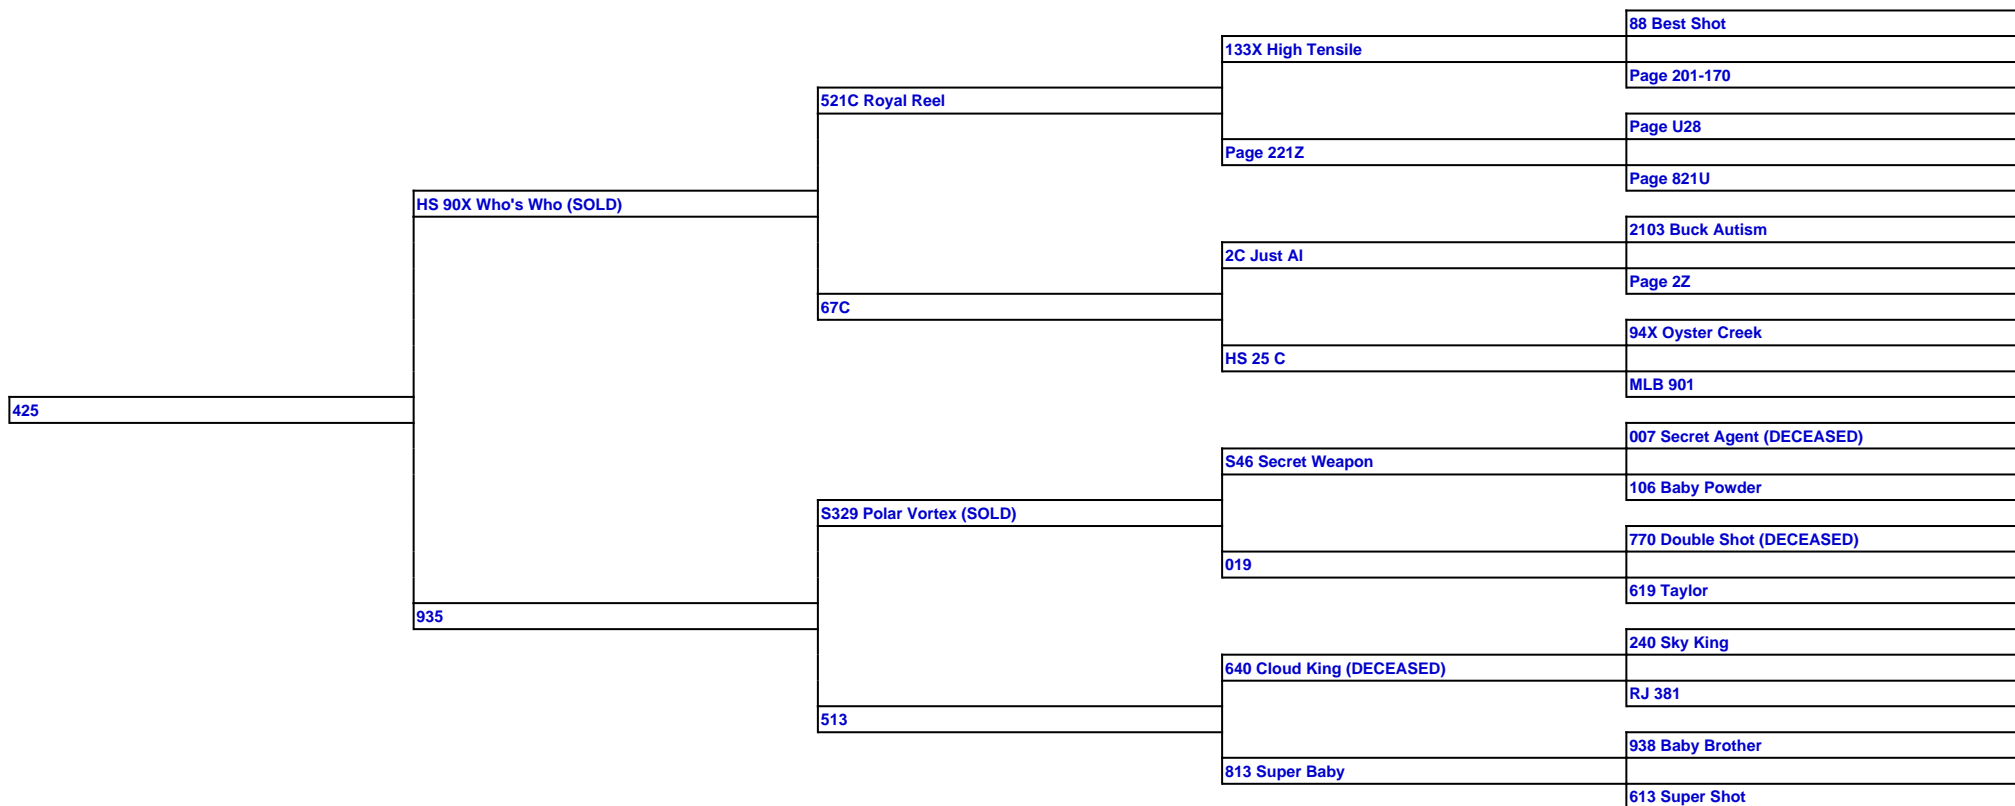 88 Best Shot
133X High Tensile
Page 201-170
521C Royal Reel
Page U28
Page 221Z
Page 821U
HS 90X Who's Who (SOLD)
2103 Buck Autism
2C Just AI
Page 2Z
67C
94X Oyster Creek
HS 25 C
MLB 901
425
007 Secret Agent (DECEASED)
S46 Secret Weapon
106 Baby Powder
S329 Polar Vortex (SOLD)
770 Double Shot (DECEASED)
019
619 Taylor
935
240 Sky King
640 Cloud King (DECEASED)
RJ 381
513
938 Baby Brother
813 Super Baby
613 Super Shot